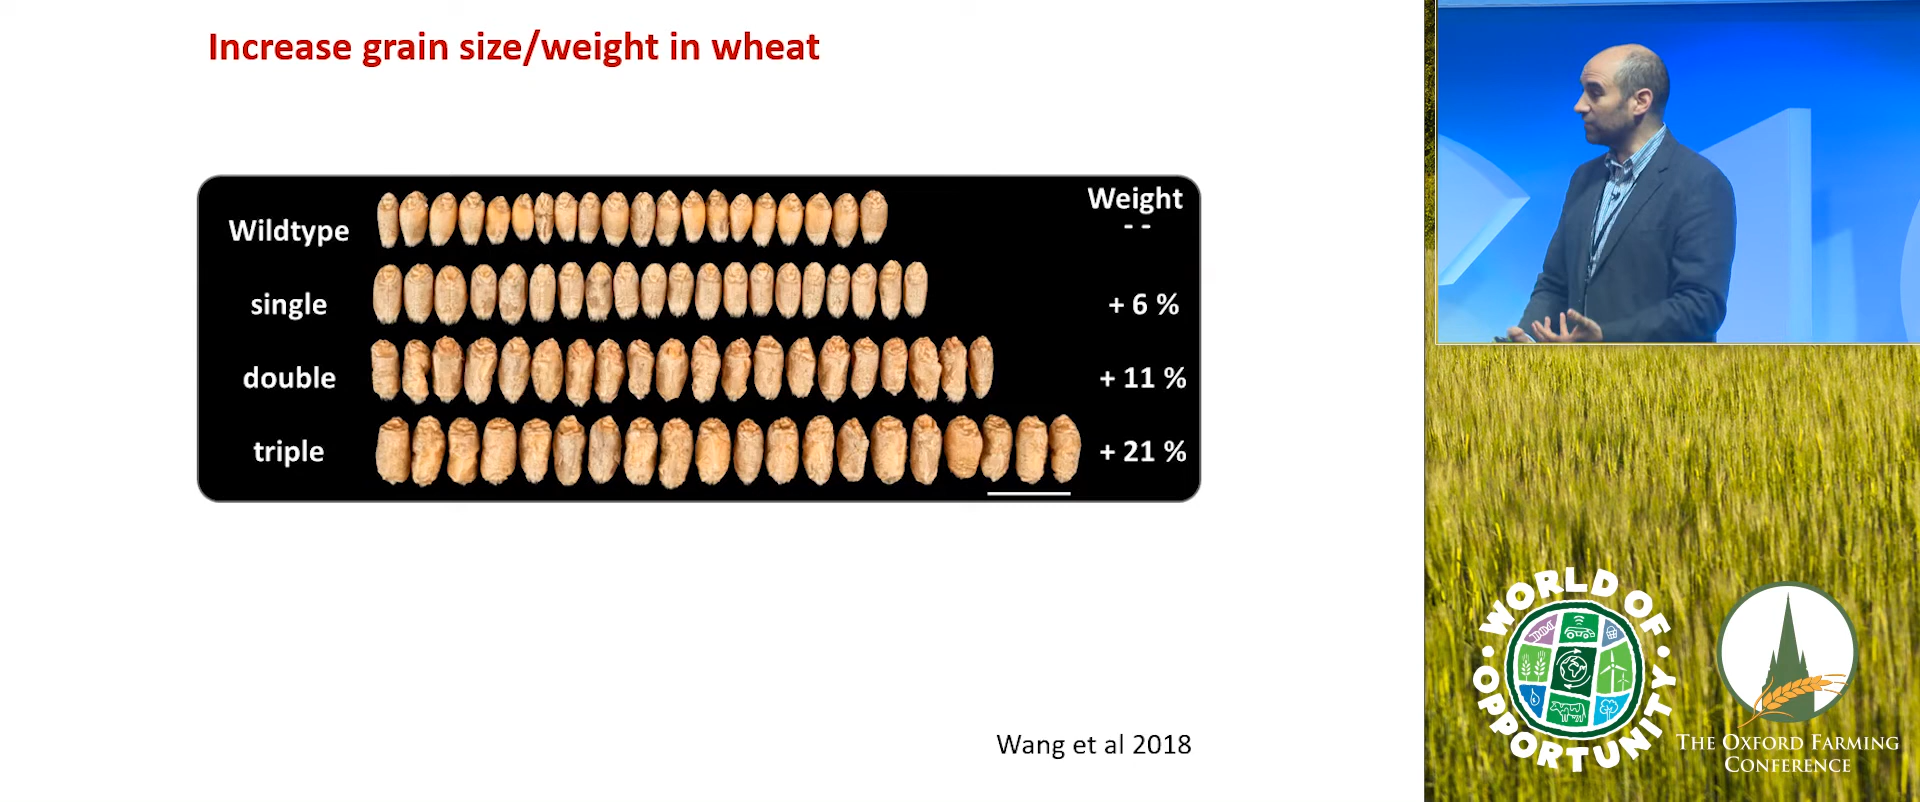 Increase grain size/weight in wheat
Weight
Wildtype
- -
single
+ 6 %
double
+ 11 %
triple
+ 21 %
Wang et al 2018
WORLD OF
OPPORTUNITY
THE OXFORD FARMING
CONFERENCE